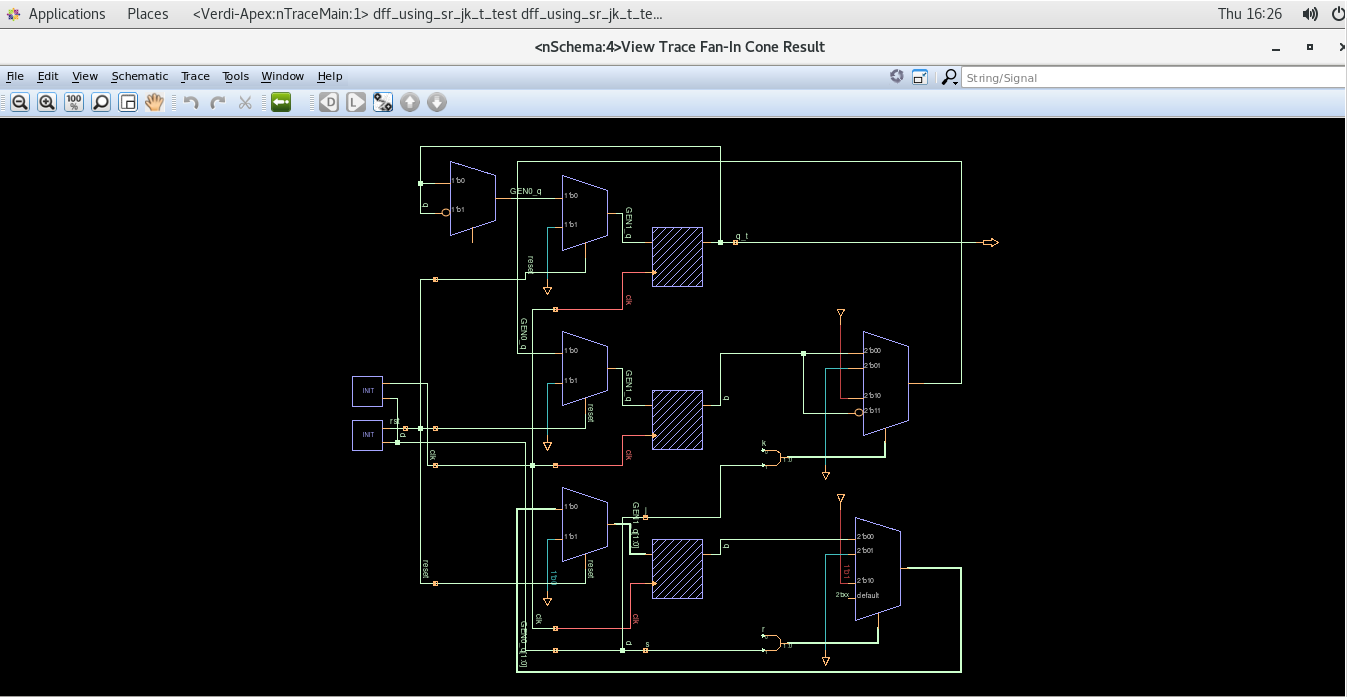 Applications Places <Verdi-Apex:nTraceMain:1> dff_using_sr_jk_t_test dff_using_sr_jk_t_te... Thu 16:26
<nSchema:4>View Trace Fan-In Cone Result
File Edit View Schematic Trace Tools Window Help String/Signal
100 %
D L
1'b0
q
1'b1
GEN0_q
1'b0
1'b1
GEN1_q
q_t
reset
clk
GEN0_q
1'b0
1'b1
GEN1_q
2'b00
2'b01
2'b10
2'b11
INIT
INIT
rst
d
clk
reset
q
clk
k
1'b0
1'b1
GEN1_q[1:0]
j
q
2'b00
2'b01
1'b1
2'b10
2'bxx default
reset
1'b0
reset
clk
clk
GEN0_q[1:0]
d
s
r